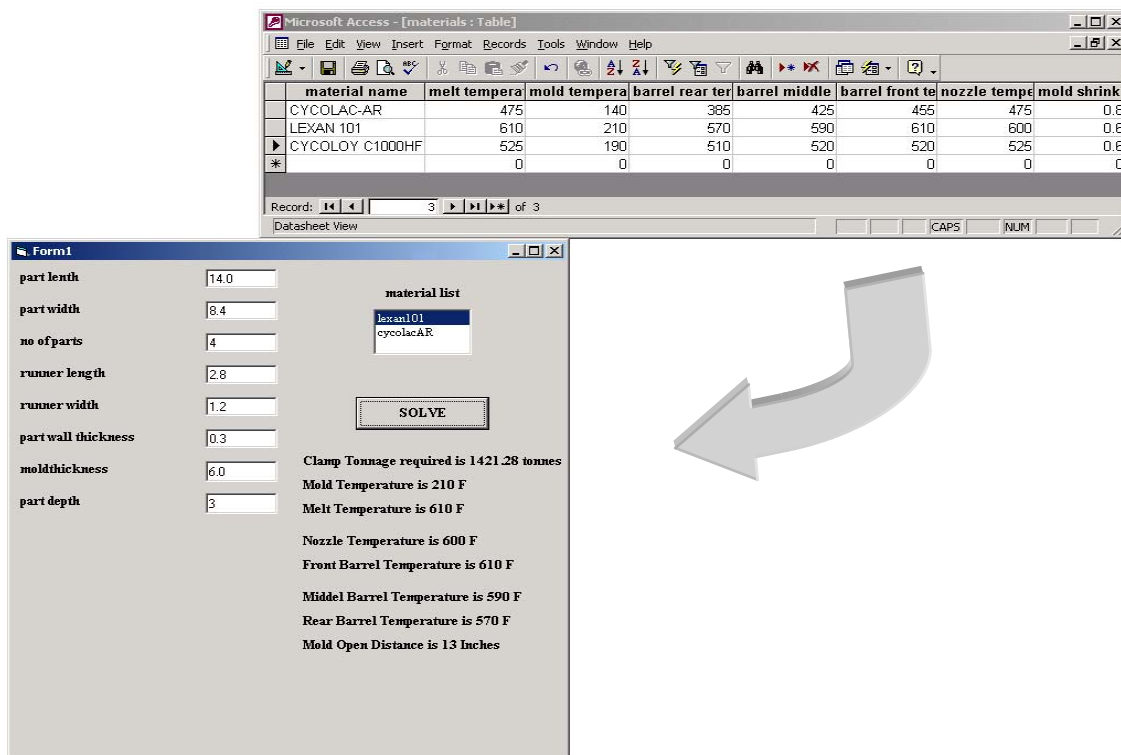 Microsoft Access - [materials : Table]
File Edit View Insert Format Records Tools Window Help
material name melt tempera mold tempera barrel rear ter barrel middle barrel front te nozzle tempe mold shrink
CYCOLAC-AR 475 140 385 425 455 475 0.8
LEXAN 101 610 210 570 590 610 600 0.6
CYCOLOY C1000HF 525 190 510 520 520 525 0.6
0 0 0 0 0 0 0
Record: 3 of 3
Datasheet View CAPS NUM
Form1
part lenth 14.0
part width 8.4
no of parts 4
runner length 2.8
runner width 1.2
part wall thickness 0.3
moldthickness 6.0
part depth 3
material list
lexan101
cycolacAR
SOLVE
Clamp Tonnage required is 1421.28 tonnes
Mold Temperature is 210 F
Melt Temperature is 610 F
Nozzle Temperature is 600 F
Front Barrel Temperature is 610 F
Middel Barrel Temperature is 590 F
Rear Barrel Temperature is 570 F
Mold Open Distance is 13 Inches